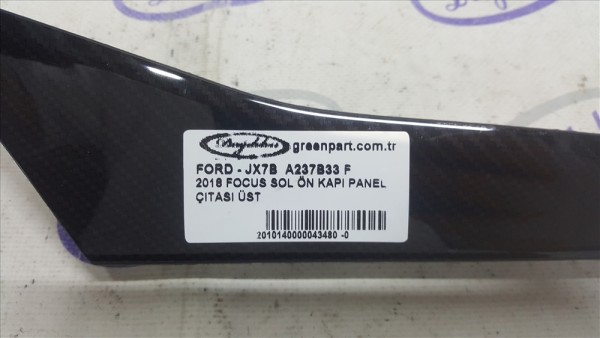 greenpart.com.tr
FORD - JX7B A237B33 F
2018 FOCUS SOL ÖN KAPI PANEL
ÇITASI ÜST
2010140000043480 -0